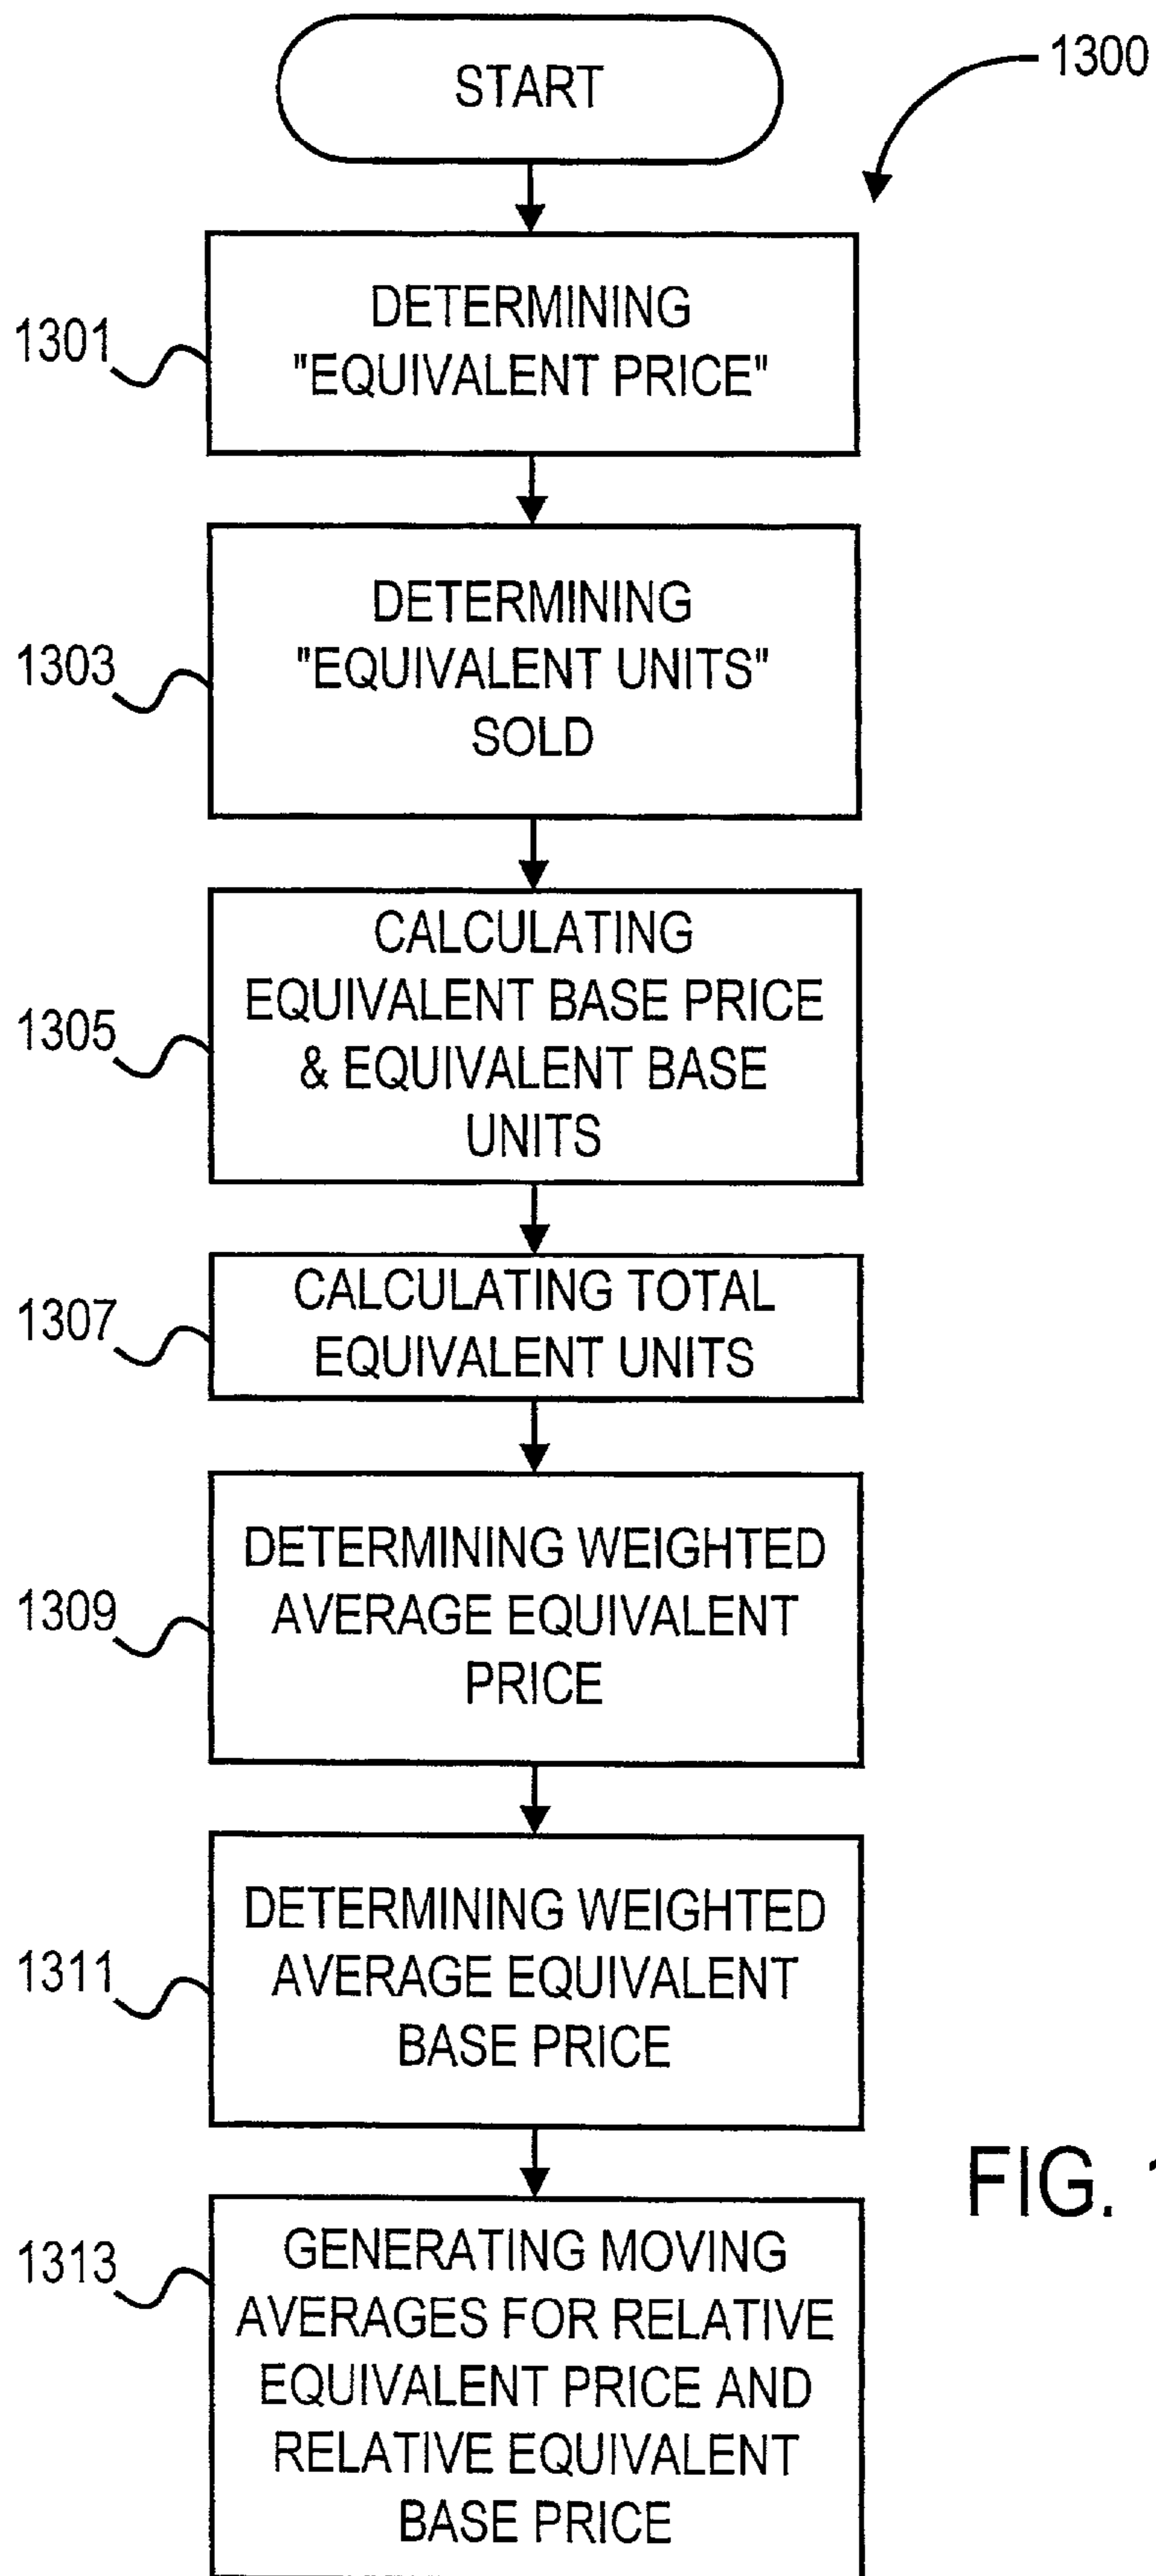 START
1300
1301
DETERMINING
"EQUIVALENT PRICE"
1303
DETERMINING
"EQUIVALENT UNITS"
SOLD
1305
CALCULATING
EQUIVALENT BASE PRICE
& EQUIVALENT BASE
UNITS
1307
CALCULATING TOTAL
EQUIVALENT UNITS
1309
DETERMINING WEIGHTED
AVERAGE EQUIVALENT
PRICE
1311
DETERMINING WEIGHTED
AVERAGE EQUIVALENT
BASE PRICE
FIG.
1313
GENERATING MOVING
AVERAGES FOR RELATIVE
EQUIVALENT PRICE AND
RELATIVE EQUIVALENT
BASE PRICE